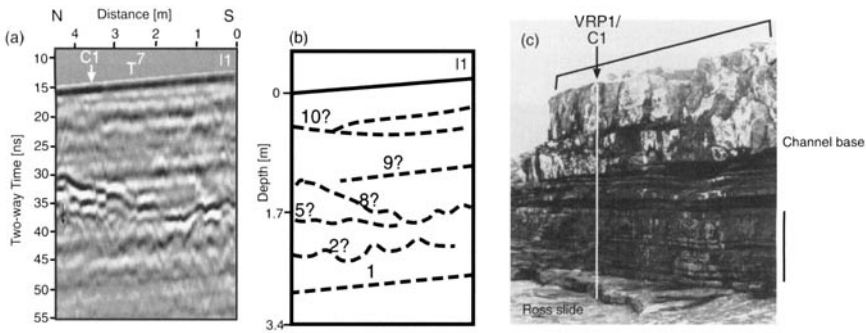 N Distance [m] S
4 3 2 1 0
(a)
C1
T7
I1
10
15
20
25
30
35
40
45
50
55
Two-way Time [ns]
(b)
I1
0
10?
9?
8?
1.7
5?
2?
1
3.4
Depth [m]
(c)
VRP1/
C1
Channel base
Ross slide